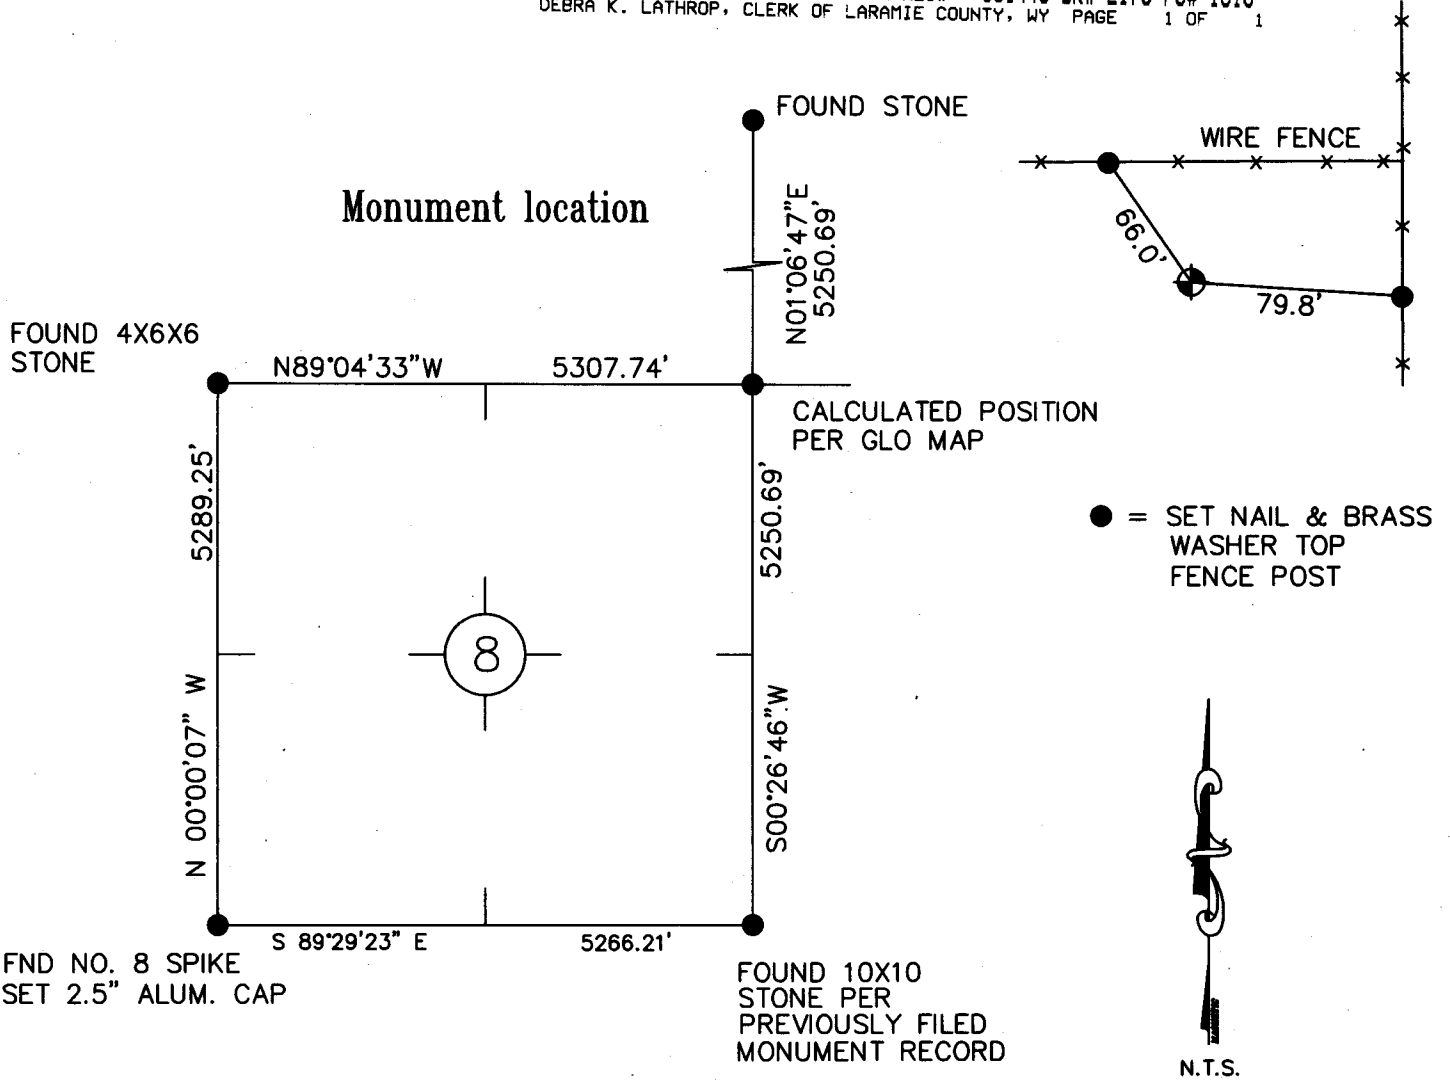 DEBRA K. LATHROP, CLERK OF LARAMIE COUNTY, WY PAGE 1 OF 1
FOUND STONE
WIRE FENCE
Monument location
N01°06'47"E
5250.69'
66.0'
79.8'
FOUND 4X6X6
STONE
N89°04'33"W 5307.74'
CALCULATED POSITION
PER GLO MAP
5289.25'
5250.69'
= SET NAIL & BRASS
WASHER TOP
FENCE POST
8
N 00°00'07" W
S00°26'46"W
S 89°29'23" E 5266.21'
FND NO. 8 SPIKE
SET 2.5" ALUM. CAP
FOUND 10X10
STONE PER
PREVIOUSLY FILED
MONUMENT RECORD
N.T.S.